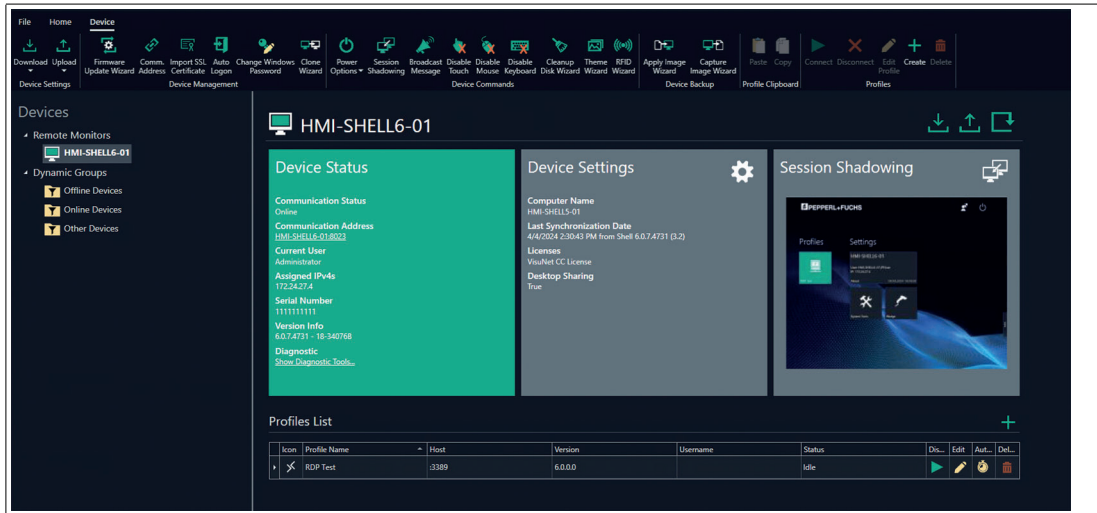 File Home Device
Download Upload Firmware Update Wizard Comm. Address Import SSL Certificate Auto Logon Change Windows Password Clone Wizard Power Options Session Shadowing Broadcast Message Disable Touch Disable Mouse Disable Keyboard Cleanup Disk Wizard Theme Wizard RFID Wizard Apply Image Wizard Capture Image Wizard Paste Copy Connect Disconnect Edit Profile Create Delete
Device Settings Device Management Device Commands Device Backup Profile Clipboard Profiles
Devices
Remote Monitors
HMI-SHELL6-01
Dynamic Groups
Offline Devices
Online Devices
Other Devices
HMI-SHELL6-01
Device Status
Communication Status
Online
Communication Address
HMI-SHELL6-01:8023
Current User
Administrator
Assigned IPv4s
172.24.27.4
Serial Number
1111111111
Version Info
6.0.7.4731 - 18-340768
Diagnostic
Show Diagnostic Tools...
Device Settings
Computer Name
HMI-SHELL5-01
Last Synchronization Date
4/4/2024 2:30:43 PM from Shell 6.0.7.4731 (3.2)
Licenses
VisuNet CC License
Desktop Sharing
True
Session Shadowing
PEPPERL+FUCHS
Profiles Settings
HMI-SHELL6-01
Profiles List
Icon Profile Name Host Version Username Status Dis... Edit Aut... Del...
RDP Test :3389 6.0.0.0 Idle